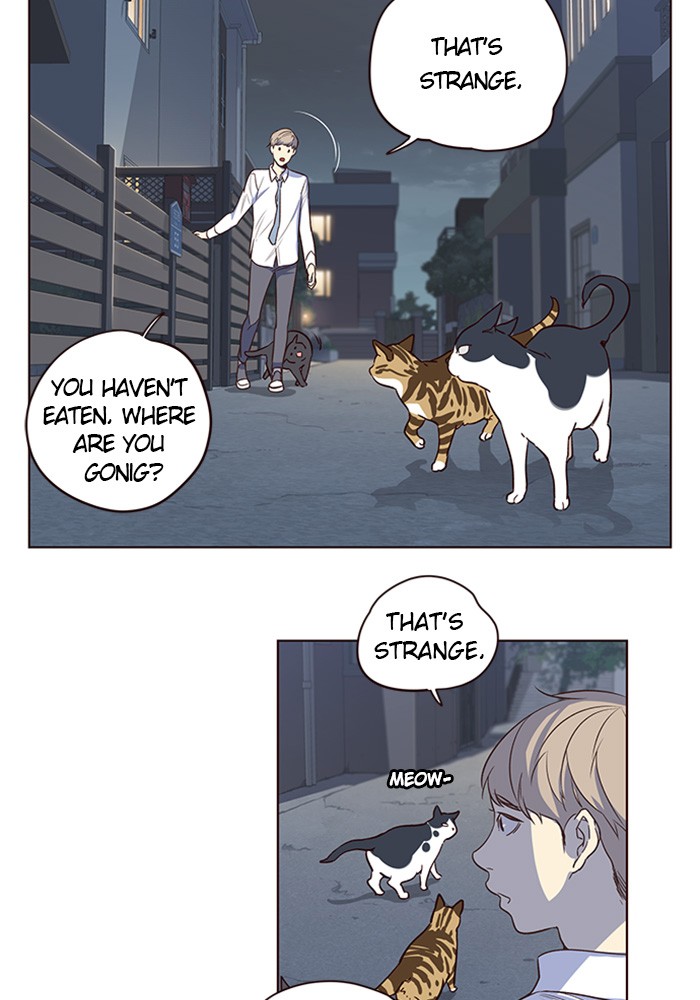 THAT'S
STRANGE.
YOU HAVEN'T
EATEN. WHERE
ARE YOU
GONIG?
THAT'S
STRANGE.
MEOW-